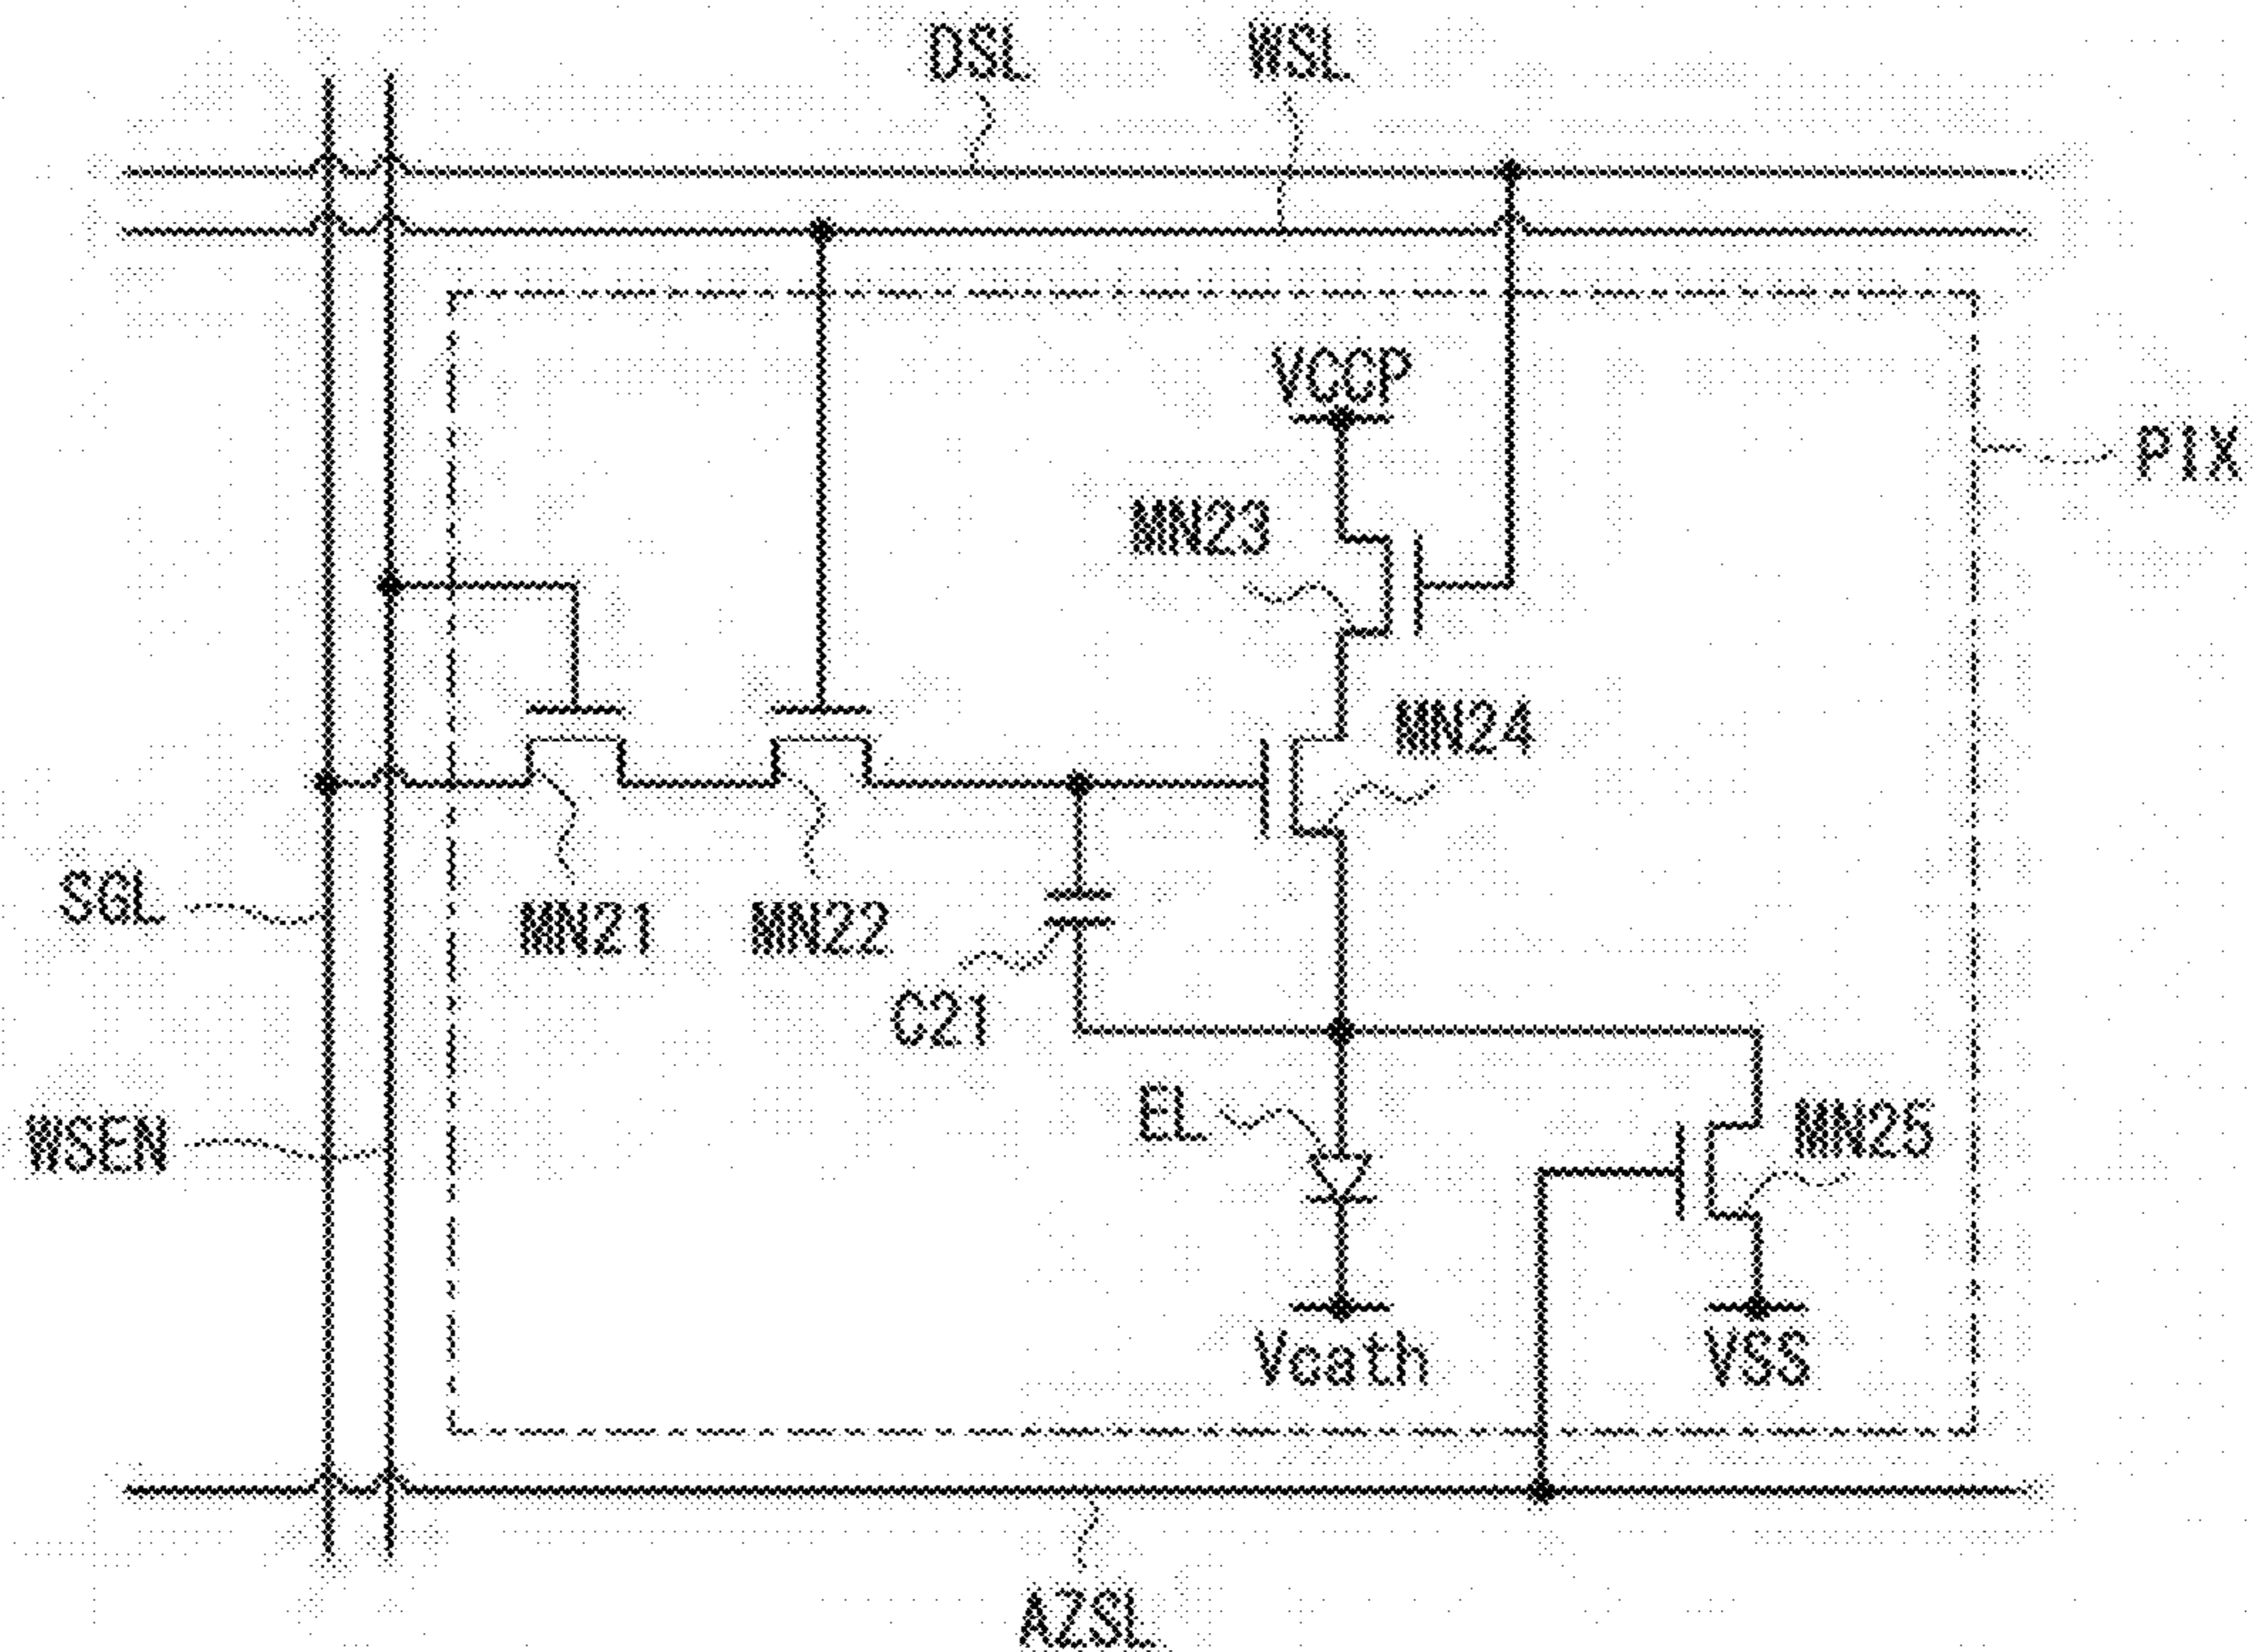 DSL
WSL
VCCP
PIX
MN23
MN24
SGL
MN21
MN22
C21
EL
MN25
WSEN
Vcath
VSS
AZSL